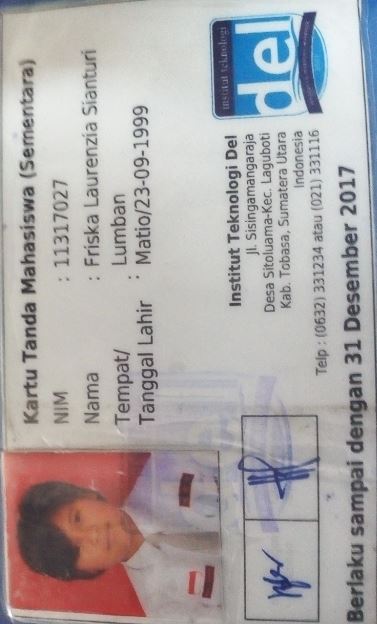 Kartu Tanda Mahasiswa (Sementara)
NIM : 11317027
Nama : Friska Laurenzia Sianturi
Tempat/ Lumban
Tanggal Lahir : Matio/23-09-1999
institut teknologi
del
Institut Teknologi Del
Jl. Sisingamangaraja
Desa Sitoluama-Kec. Laguboti
Kab. Tobasa, Sumatera Utara
Indonesia
Telp : (0632) 331234 atau (021) 331116
Berlaku sampai dengan 31 Desember 2017